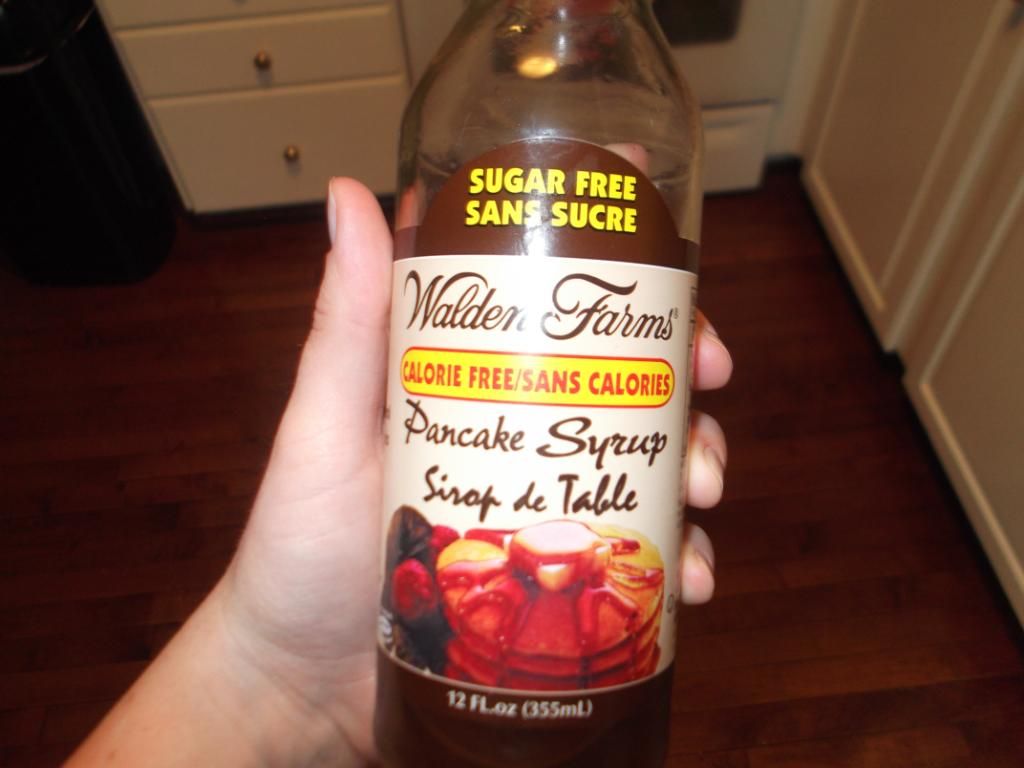 SUGAR FREE
SANS SUCRE
Walden Farms®
CALORIE FREE/SANS CALORIES
Pancake Syrup
Sirop de Table
12 FL.oz (355mL)